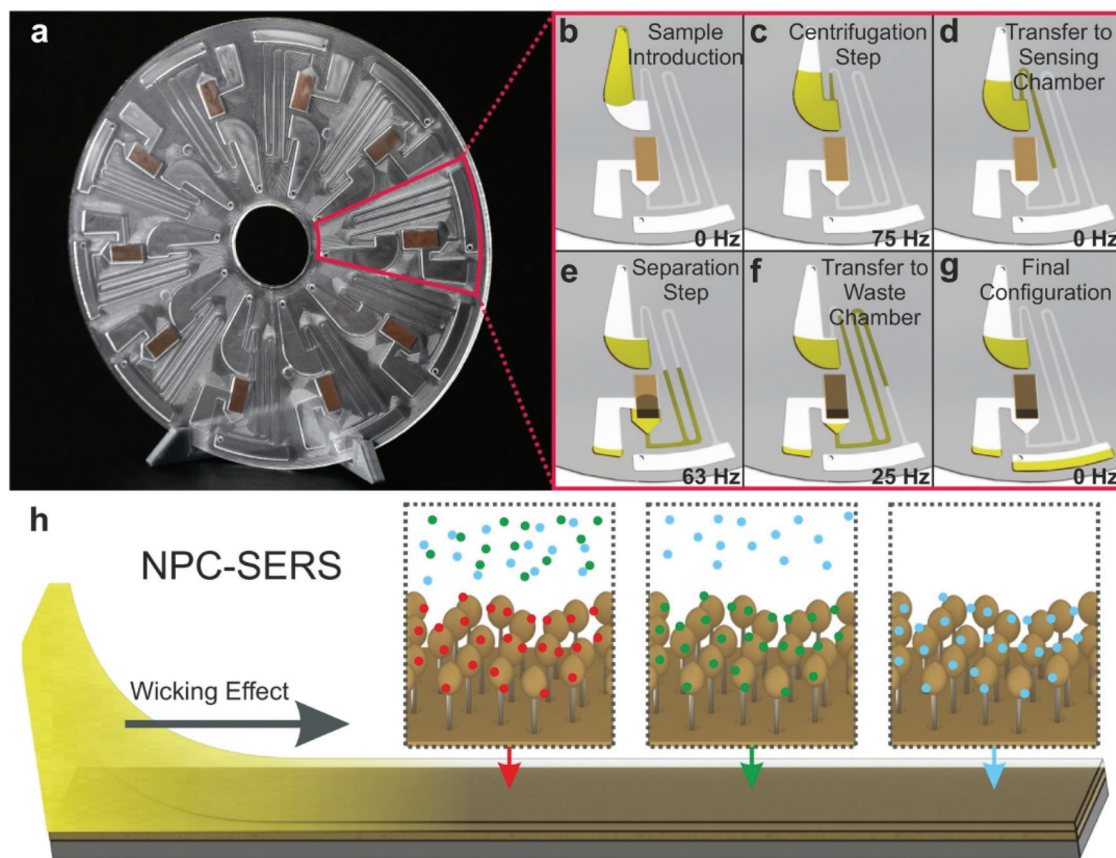 a
b
Sample
Introduction
0 Hz
c
Centrifugation
Step
75 Hz
d
Transfer to
Sensing
Chamber
0 Hz
e
Separation
Step
63 Hz
f
Transfer to
Waste
Chamber
25 Hz
g
Final
Configuration
0 Hz
h
NPC-SERS
Wicking Effect